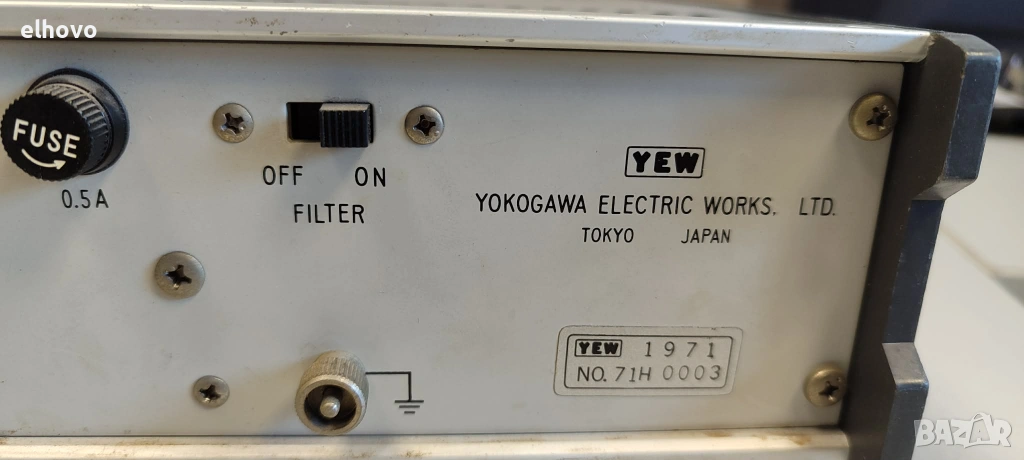 elhovo
FUSE
0.5A
OFF ON
FILTER
YEW
YOKOGAWA ELECTRIC WORKS, LTD.
TOKYO JAPAN
YEW 1971
NO. 71H 0003
BAZAR